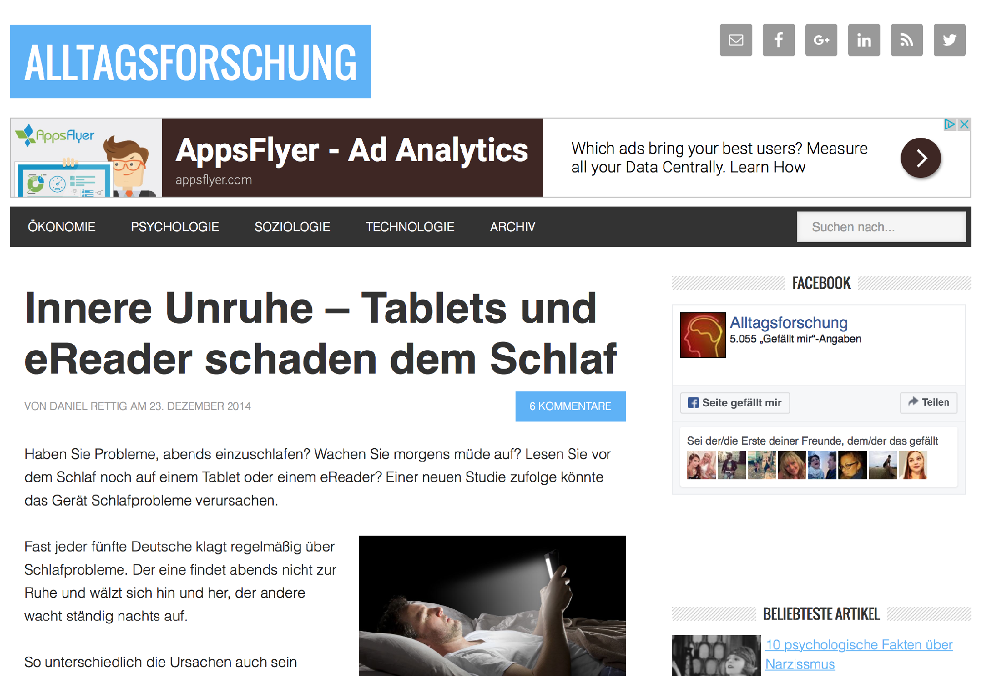 ALLTAGSFORSCHUNG
AppsFlyer
AppsFlyer - Ad Analytics
appsflyer.com
Which ads bring your best users? Measure
all your Data Centrally. Learn How
ÖKONOMIE PSYCHOLOGIE SOZIOLOGIE TECHNOLOGIE ARCHIV Suchen nach...
Innere Unruhe – Tablets und
eReader schaden dem Schlaf
VON DANIEL RETTIG AM 23. DEZEMBER 2014
6 KOMMENTARE
Haben Sie Probleme, abends einzuschlafen? Wachen Sie morgens müde auf? Lesen Sie vor
dem Schlaf noch auf einem Tablet oder einem eReader? Einer neuen Studie zufolge könnte
das Gerät Schlafprobleme verursachen.
Fast jeder fünfte Deutsche klagt regelmäßig über
Schlafprobleme. Der eine findet abends nicht zur
Ruhe und wälzt sich hin und her, der andere
wacht ständig nachts auf.
So unterschiedlich die Ursachen auch sein
FACEBOOK
Alltagsforschung
5.055 „Gefällt mir“-Angaben
Seite gefällt mir
Teilen
Sei der/die Erste deiner Freunde, dem/der das gefällt
BELIEBTESTE ARTIKEL
10 psychologische Fakten über
Narzissmus